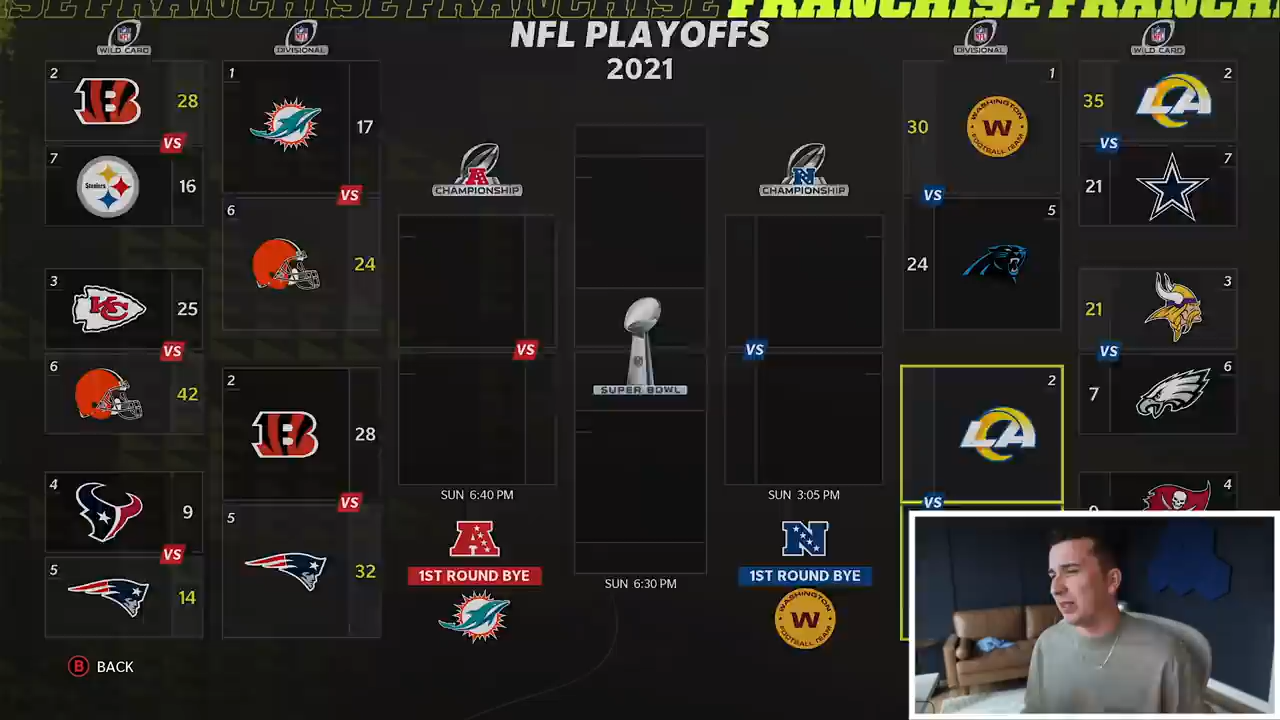 FRANCHISE FRANCHISE FRANCHISE FRANCH
NFL PLAYOFFS
2021
WILD CARD
DIVISIONAL
DIVISIONAL
WILD CARD
2 28
VS
7 Steelers 16
3 KC 25
VS
6 42
4 9
VS
5 14
1 17
VS
6 24
2 28
VS
5 32
A
CHAMPIONSHIP
VS
SUN 6:40 PM
A
1ST ROUND BYE
SUPER BOWL
SUN 6:30 PM
N
CHAMPIONSHIP
VS
SUN 3:05 PM
N
1ST ROUND BYE
WASHINGTON
W
FOOTBALL TEAM
30 WASHINGTON W FOOTBALL TEAM 1
VS
24 5
LA 2
VS
35 LA 2
VS
21 7
21 3
VS
7 6
4
B BACK